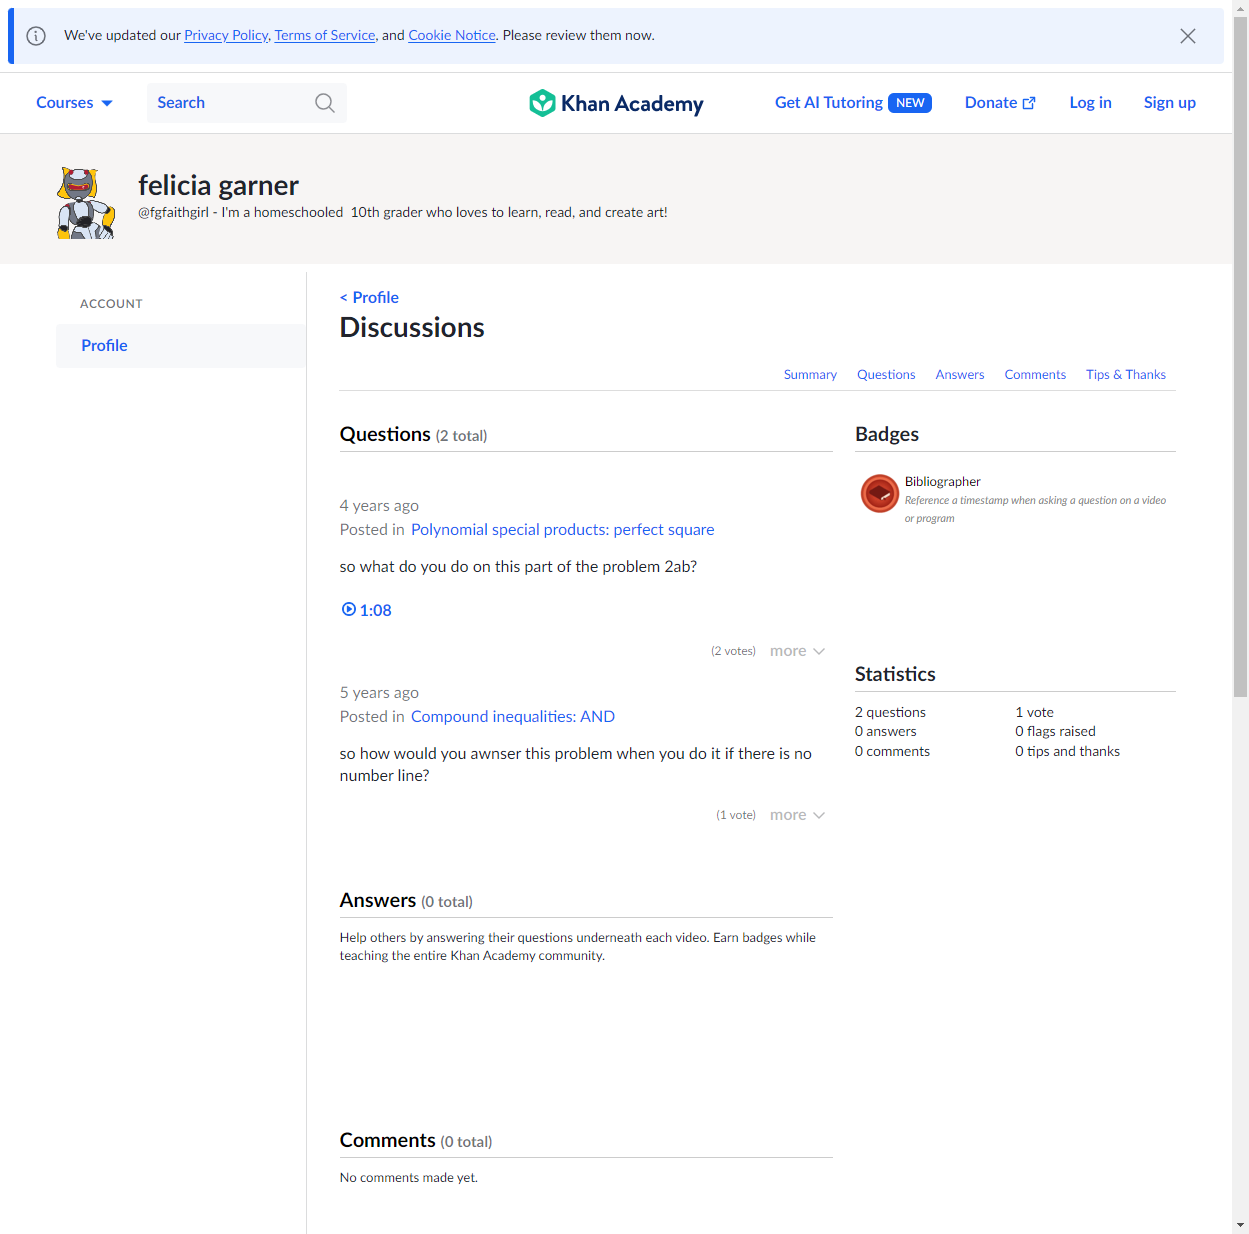 We've updated our Privacy Policy, Terms of Service, and Cookie Notice. Please review them now.
Courses
Search
Khan Academy
Get AI Tutoring NEW
Donate
Log in
Sign up
felicia garner
@fgfaithgirl - I'm a homeschooled 10th grader who loves to learn, read, and create art!
ACCOUNT
Profile
< Profile
Discussions
Summary
Questions
Answers
Comments
Tips & Thanks
Questions (2 total)
4 years ago
Posted in Polynomial special products: perfect square
so what do you do on this part of the problem 2ab?
1:08
(2 votes) more
5 years ago
Posted in Compound inequalities: AND
so how would you awnser this problem when you do it if there is no
number line?
(1 vote) more
Answers (0 total)
Help others by answering their questions underneath each video. Earn badges while
teaching the entire Khan Academy community.
Comments (0 total)
No comments made yet.
Badges
Bibliographer
Reference a timestamp when asking a question on a video
or program
Statistics
2 questions
0 answers
0 comments
1 vote
0 flags raised
0 tips and thanks